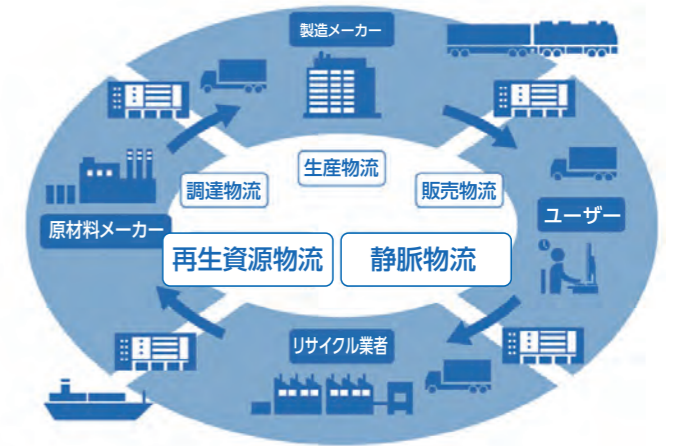 製造メーカー
生産物流
調達物流
販売物流
原材料メーカー
ユーザー
再生資源物流
静脈物流
リサイクル業者